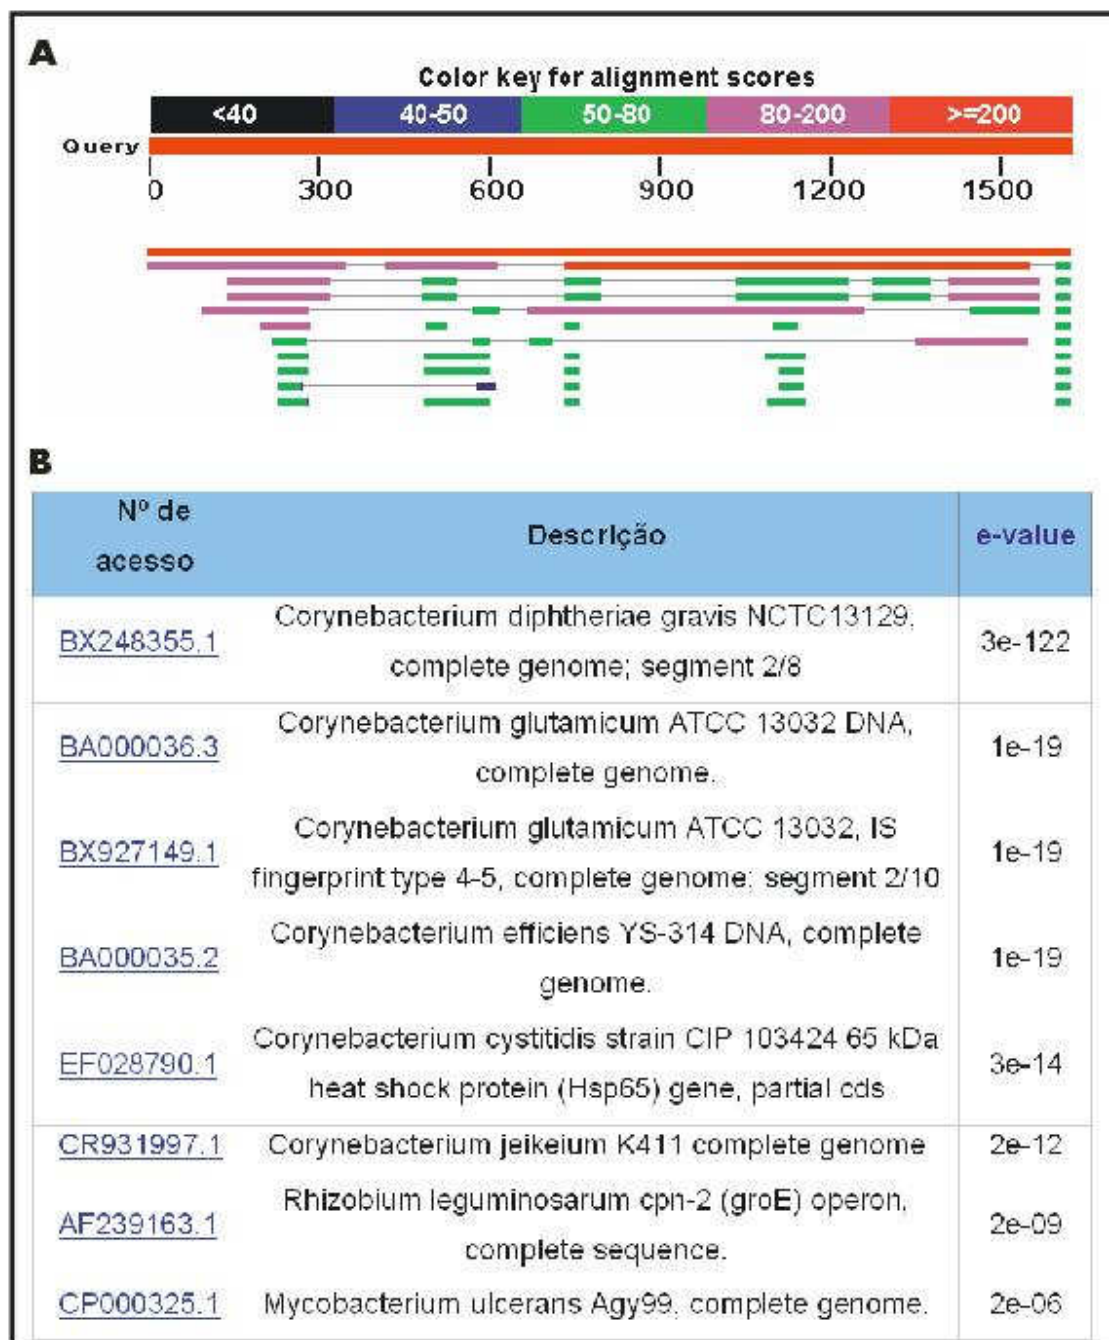 A
Color key for alignment scores
<40 40-50 50-80 80-200 >=200
Query
0 300 600 900 1200 1500
B
Nº de
acesso
Descrição
e-value
BX248355.1
Corynebacterium diphtheriae gravis NCTC13129,
complete genome; segment 2/8
3e-122
BA000036.3
Corynebacterium glutamicum ATCC 13032 DNA,
complete genome.
1e-19
BX927149.1
Corynebacterium glutamicum ATCC 13032, IS
fingerprint type 4-5, complete genome; segment 2/10
1e-19
BA000035.2
Corynebacterium efficiens YS-314 DNA, complete
genome.
1e-19
EF028790.1
Corynebacterium cystitidis strain CIP 103424 65 kDa
heat shock protein (Hsp65) gene, partial cds
3e-14
CR931997.1
Corynebacterium jeikeium K411 complete genome
2e-12
AF239163.1
Rhizobium leguminosarum cpn-2 (groE) operon,
complete sequence.
2e-09
CP000325.1
Mycobacterium ulcerans Agy99, complete genome.
2e-06